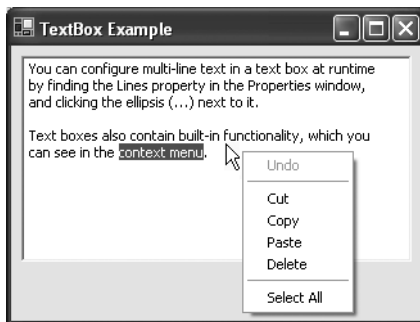 TextBox Example
You can configure multi-line text in a text box at runtime
by finding the Lines property in the Properties window,
and clicking the ellipsis (...) next to it.
Text boxes also contain built-in functionality, which you
can see in the context menu.
Undo
Cut
Copy
Paste
Delete
Select All